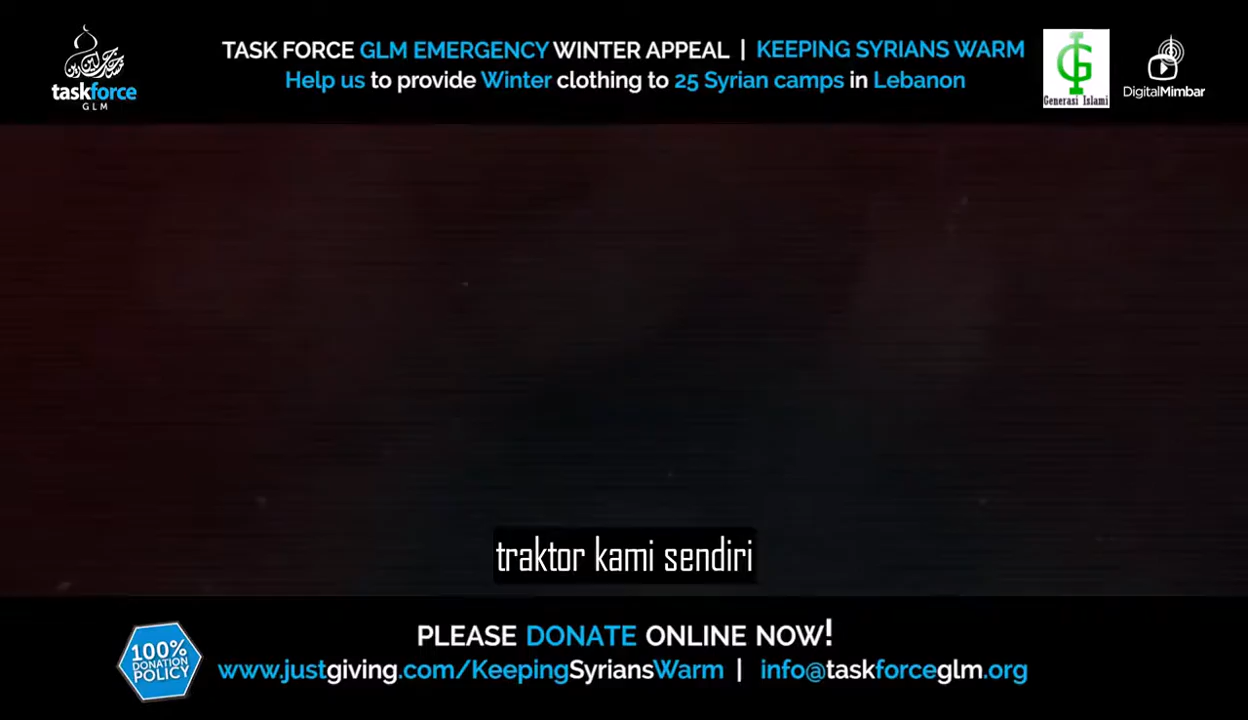 taskforce
GLM
TASK FORCE GLM EMERGENCY WINTER APPEAL | KEEPING SYRIANS WARM
Help us to provide Winter clothing to 25 Syrian camps in Lebanon
IG
Generasi Islami
DigitalMimbar
traktor kami sendiri
100%
DONATION
POLICY
PLEASE DONATE ONLINE NOW!
www.justgiving.com/KeepingSyriansWarm | info@taskforceglm.org